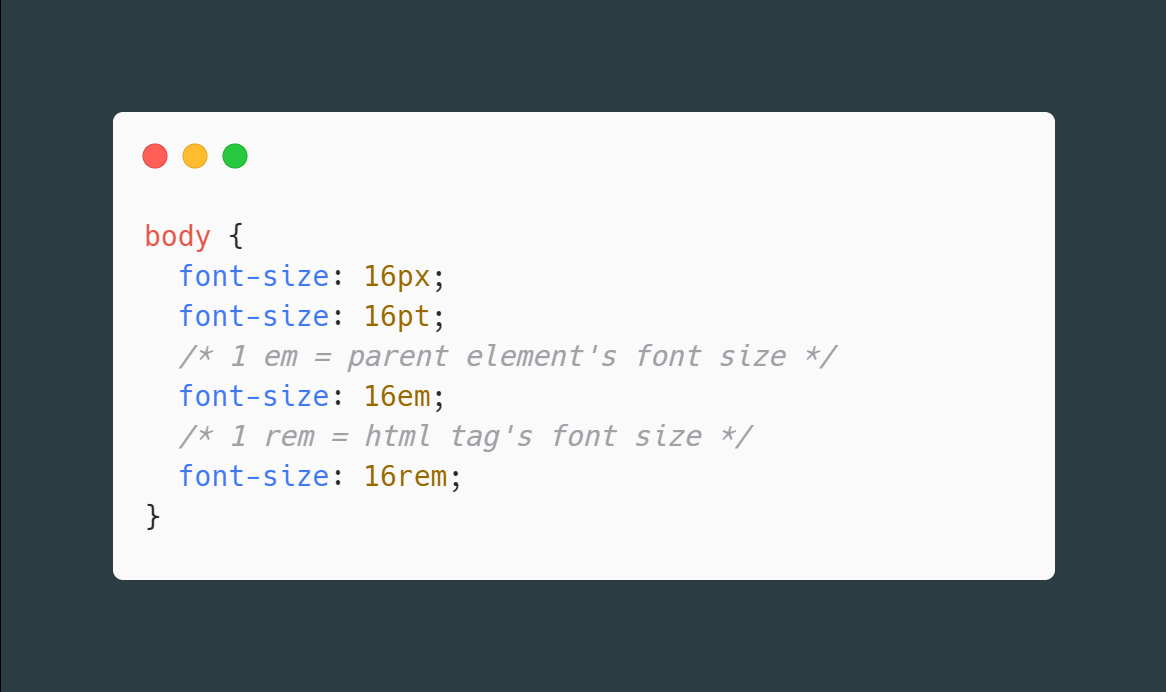 body {
  font-size: 16px;
  font-size: 16pt;
  /* 1 em = parent element's font size */
  font-size: 16em;
  /* 1 rem = html tag's font size */
  font-size: 16rem;
}